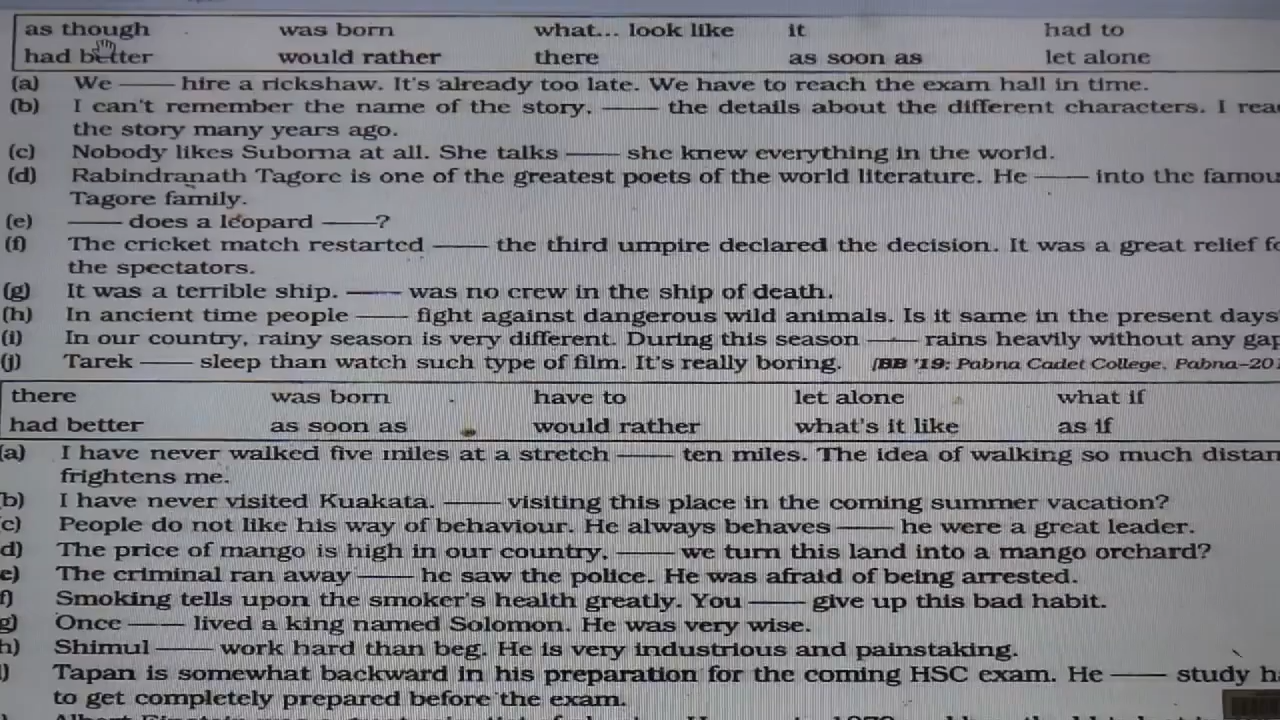 as though was born what... look like it had to
had better would rather there as soon as let alone
(a) We —— hire a rickshaw. It's already too late. We have to reach the exam hall in time.
(b) I can't remember the name of the story, —— the details about the different characters. I
the story many years ago.
(c) Nobody likes Suborna at all. She talks —— she knew everything in the world.
(d) Rabindranath Tagore is one of the greatest poets of the world literature. He —— into the
Tagore family.
(e) —— does a leopard ——?
(f) The cricket match restarted —— the third umpire declared the decision. It was a great relief
the spectators.
(g) It was a terrible ship. —— was no crew in the ship of death.
(h) In ancient time people —— fight against dangerous wild animals. Is it same in the present days
(i) In our country, rainy season is very different. During this season —— rains heavily without any gap
(j) Tarek —— sleep than watch such type of film. It's really boring. [BB '19; Pabna Cadet College, Pabna-
there was born have to let alone what if
had better as soon as would rather what's it like as if
a) I have never walked five miles at a stretch —— ten miles. The idea of walking so much
frightens me.
b) I have never visited Kuakata. —— visiting this place in the coming summer vacation?
c) People do not like his way of behaviour. He always behaves —— he were a great leader.
d) The price of mango is high in our country. —— we turn this land into a mango orchard?
e) The criminal ran away —— he saw the police. He was afraid of being arrested.
f) Smoking tells upon the smoker's health greatly. You —— give up this bad habit.
g) Once —— lived a king named Solomon. He was very wise.
h) Shimul —— work hard than beg. He is very industrious and painstaking.
) Tapan is somewhat backward in his preparation for the coming HSC exam. He —— study
to get completely prepared before the exam.